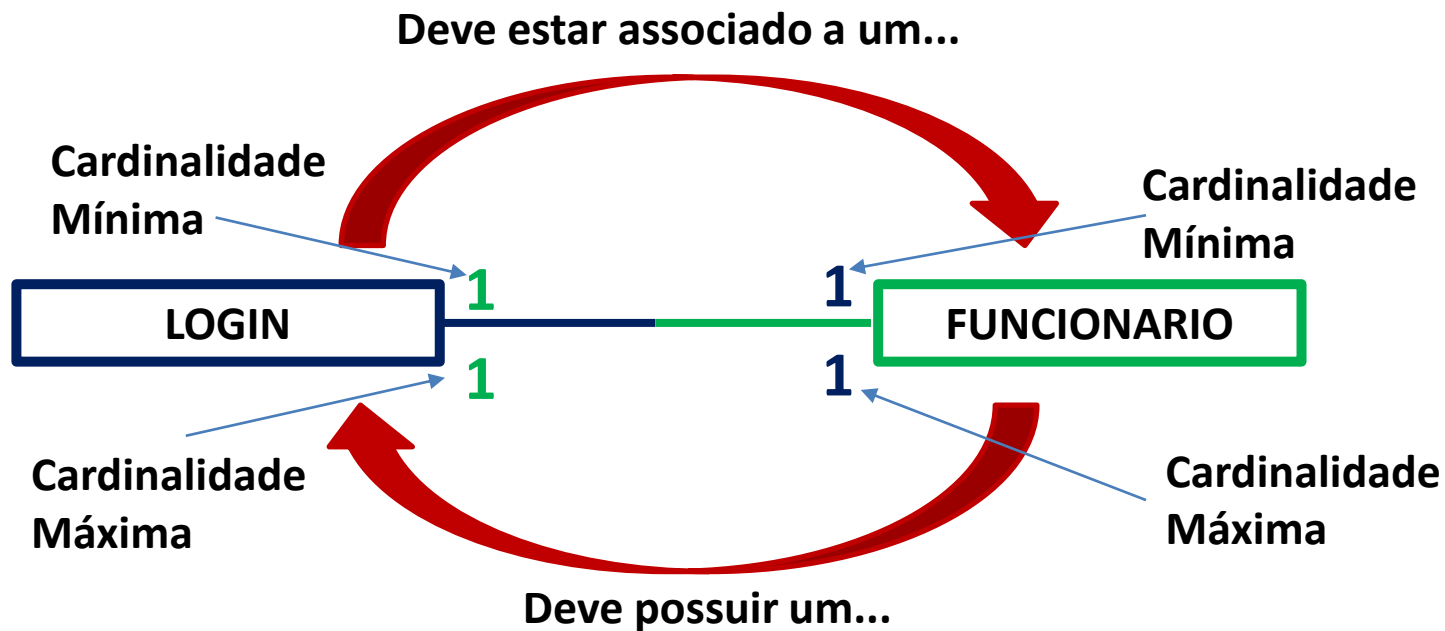 Deve estar associado a um...
Cardinalidade
Mínima
Cardinalidade
Mínima
1
1
LOGIN
FUNCIONARIO
1
1
Cardinalidade
Máxima
Cardinalidade
Máxima
Deve possuir um...